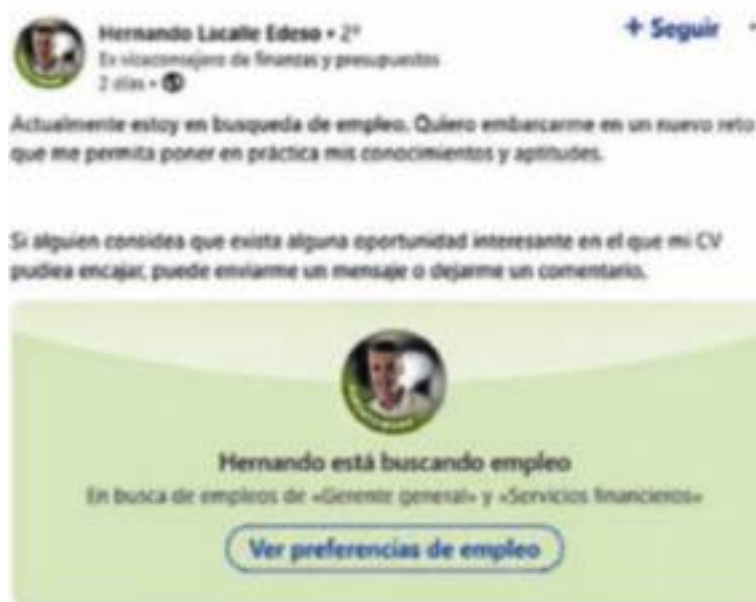 Hernando Lacalle Edeso • 2º
+ Seguir
Ex viceconsejero de finanzas y presupuestos
2 días •
Actualmente estoy en busqueda de empleo. Quiero embarcarme en un nuevo reto
que me permita poner en práctica mis conocimientos y aptitudes.
Si alguien considea que exista alguna oportunidad interesante en el que mi CV
pudiea encajar, puede enviarme un mensaje o dejarme un comentario.
Hernando está buscando empleo
En busca de empleos de «Gerente general» y «Servicios financieros»
Ver preferencias de empleo